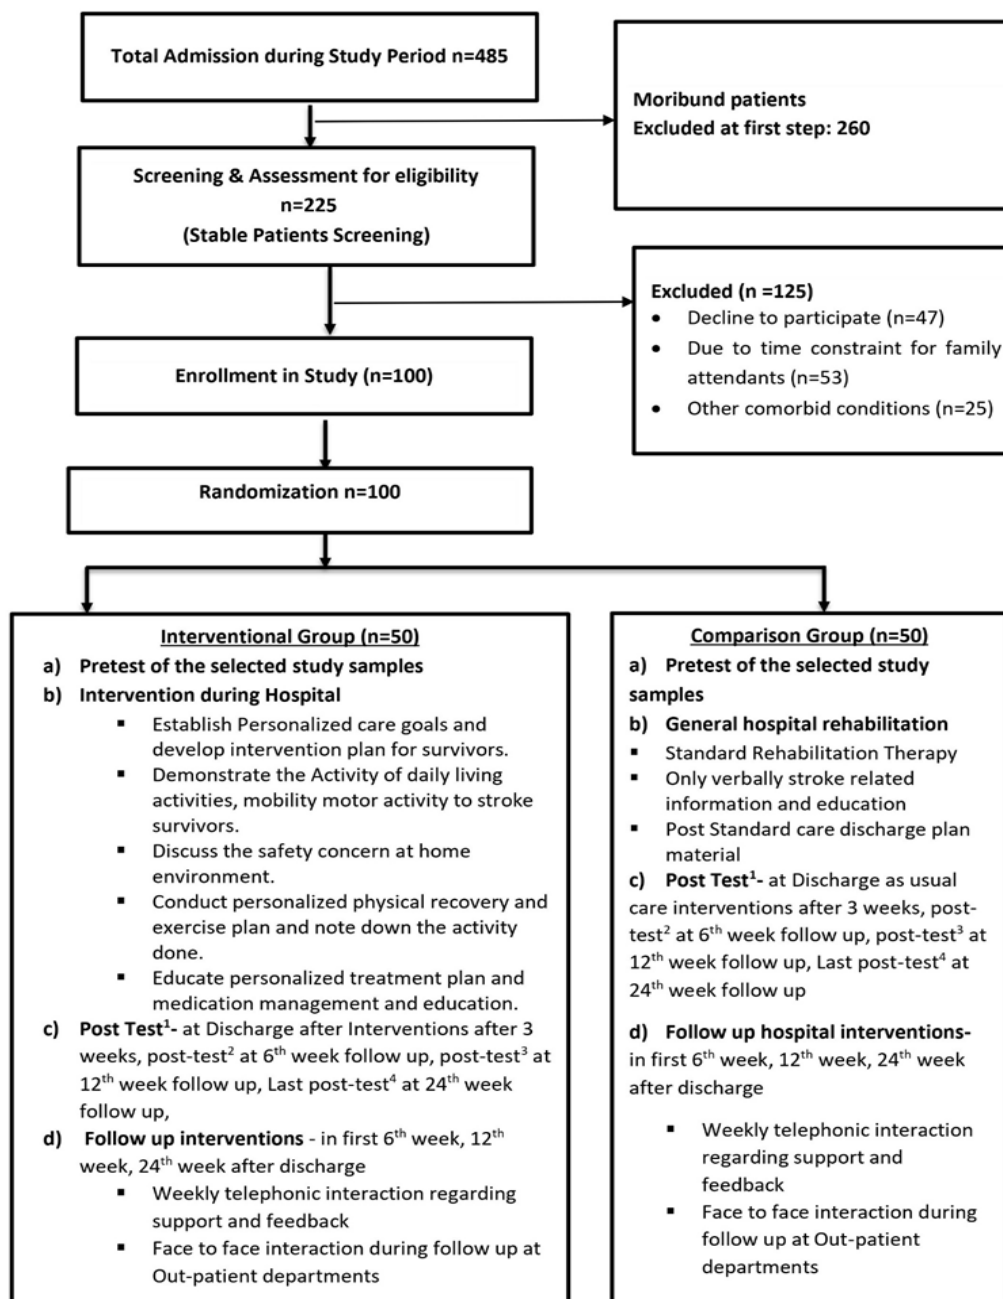 Total Admission during Study Period n=485
Moribund patients
Excluded at first step: 260
Screening & Assessment for eligibility
n=225
(Stable Patients Screening)
Excluded (n =125)
• Decline to participate (n=47)
• Due to time constraint for family
attendants (n=53)
• Other comorbid conditions (n=25)
Enrollment in Study (n=100)
Randomization n=100
Interventional Group (n=50)
a) Pretest of the selected study samples
b) Intervention during Hospital
▪ Establish Personalized care goals and
develop intervention plan for survivors.
▪ Demonstrate the Activity of daily living
activities, mobility motor activity to stroke
survivors.
▪ Discuss the safety concern at home
environment.
▪ Conduct personalized physical recovery and
exercise plan and note down the activity
done.
▪ Educate personalized treatment plan and
medication management and education.
c) Post Test¹- at Discharge after Interventions after 3
weeks, post-test² at 6th week follow up, post-test³ at
12th week follow up, Last post-test⁴ at 24th week
follow up,
d) Follow up interventions - in first 6th week, 12th
week, 24th week after discharge
▪ Weekly telephonic interaction regarding
support and feedback
▪ Face to face interaction during follow up at
Out-patient departments
Comparison Group (n=50)
a) Pretest of the selected study
samples
b) General hospital rehabilitation
▪ Standard Rehabilitation Therapy
▪ Only verbally stroke related
information and education
▪ Post Standard care discharge plan
material
c) Post Test¹- at Discharge as usual
care interventions after 3 weeks, post-
test² at 6th week follow up, post-test³ at
12th week follow up, Last post-test⁴ at
24th week follow up
d) Follow up hospital interventions-
in first 6th week, 12th week, 24th week
after discharge
▪ Weekly telephonic interaction
regarding support and
feedback
▪ Face to face interaction during
follow up at Out-patient
departments